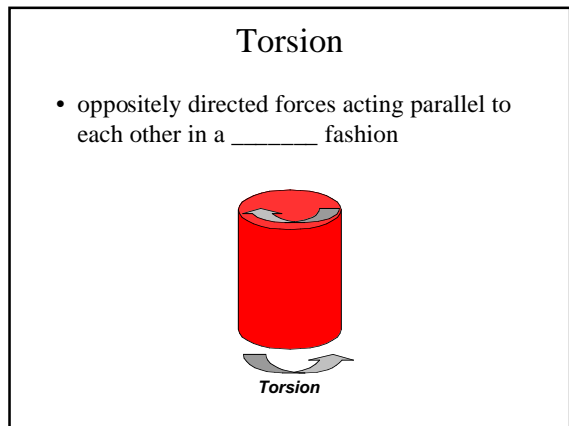 Torsion
• oppositely directed forces acting parallel to
each other in a _______ fashion
Torsion